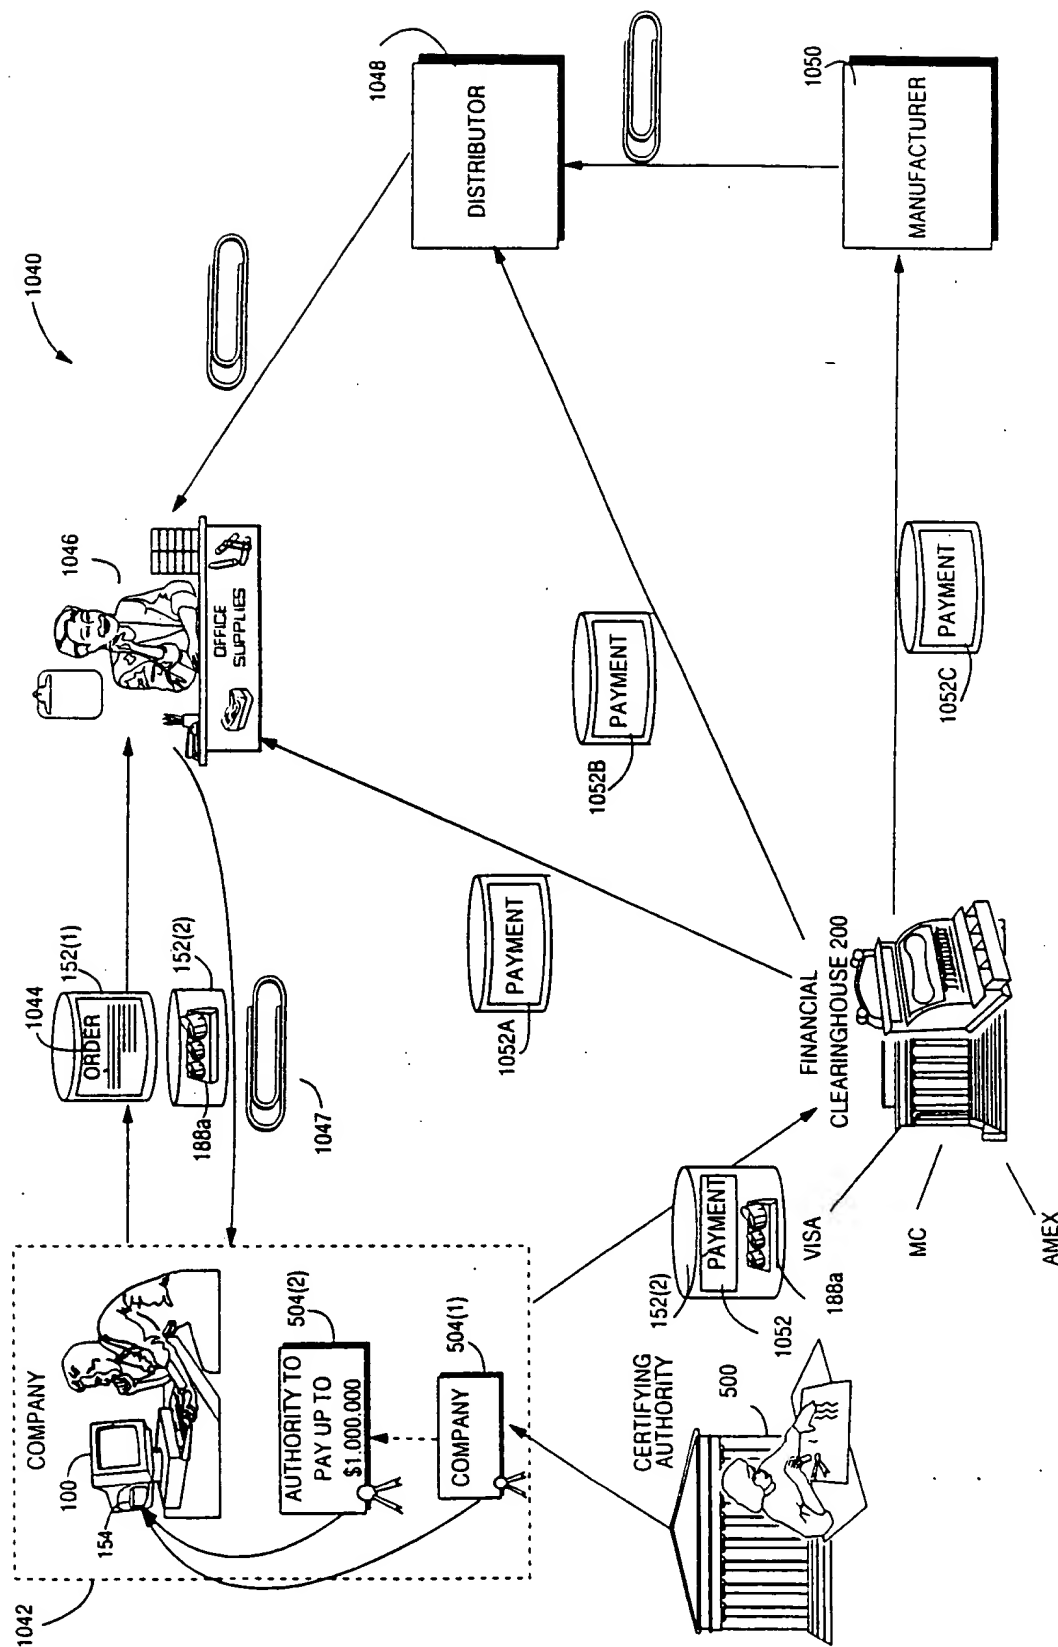 1042
COMPANY
100
154
AUTHORITY TO
PAY UP TO
$1.000.000
504(2)
COMPANY
504(1)
CERTIFYING
AUTHORITY
500
1044
ORDER
152(1)
152(2)
188a
1047
1046
OFFICE
SUPPLIES
1040
152(2)
PAYMENT
1052
188a
VISA
MC
AMEX
FINANCIAL
CLEARINGHOUSE 200
PAYMENT
1052A
PAYMENT
1052B
PAYMENT
1052C
DISTRIBUTOR
1048
MANUFACTURER
1050